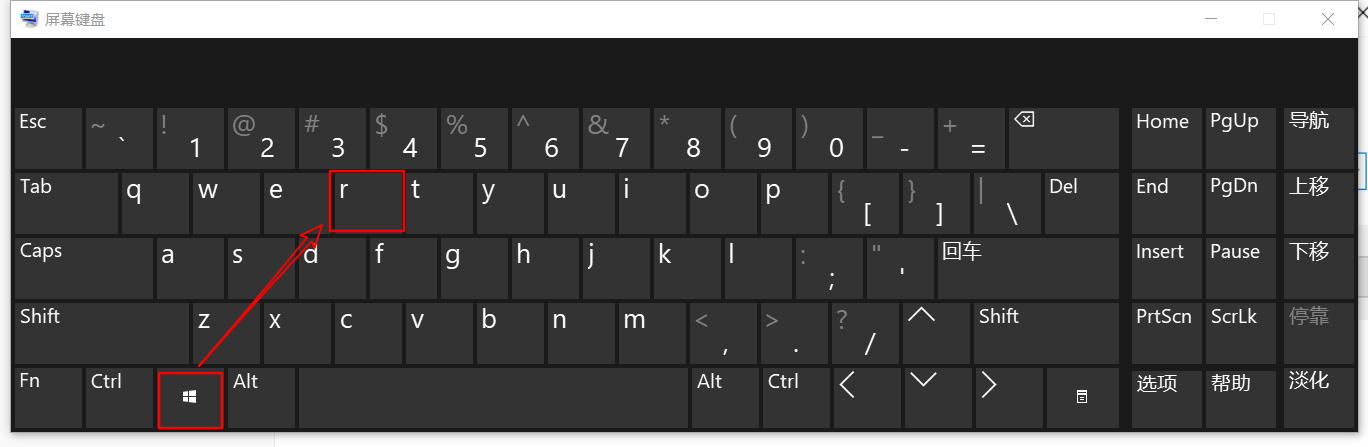 屏幕键盘
Esc ~ ` ! 1 @ 2 # 3 $ 4 % 5 ^ 6 & 7 * 8 ( 9 ) 0 _ - + = Home PgUp 导航
Tab q w e r t y u i o p { [ } ] | \ Del End PgDn 上移
Caps a s d f g h j k l : ; " ' 回车 Insert Pause 下移
Shift z x c v b n m < , > . ? / Shift PrtScn ScrLk 停靠
Fn Ctrl Alt Alt Ctrl 选项 帮助 淡化